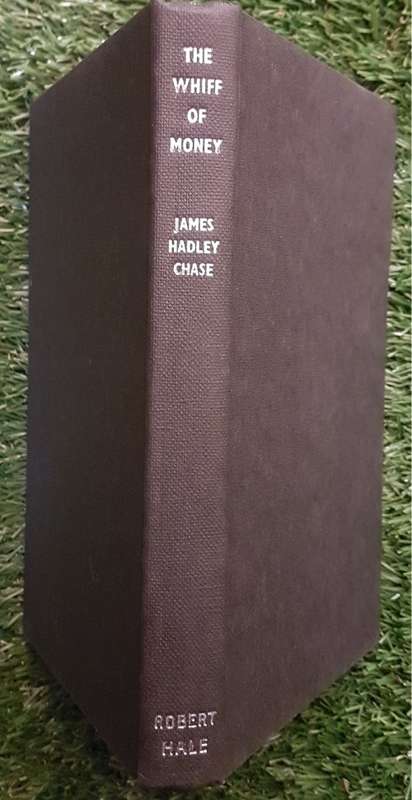 THE
WHIFF
OF
MONEY
JAMES
HADLEY
CHASE
ROBERT
HALE